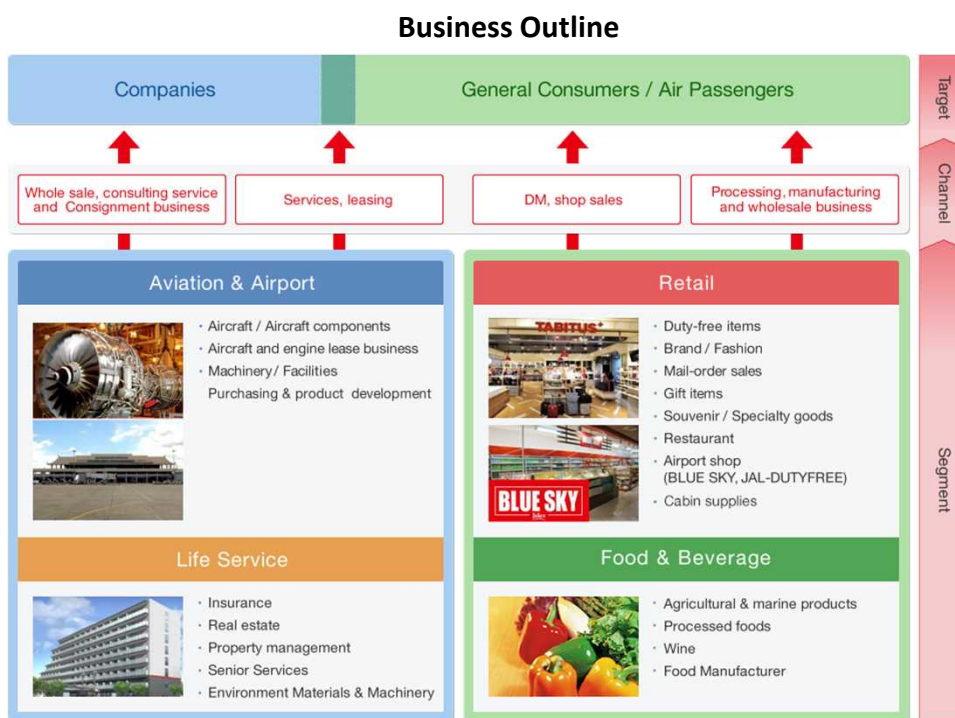 Business Outline
Companies
General Consumers / Air Passengers
Target
Whole sale, consulting service
and Consignment business
Services, leasing
DM, shop sales
Processing, manufacturing
and wholesale business
Channel
Aviation & Airport
・Aircraft / Aircraft components
・Aircraft and engine lease business
・Machinery / Facilities
Purchasing & product development
Retail
TABITUS+
BLUE SKY
・Duty-free items
・Brand / Fashion
・Mail-order sales
・Gift items
・Souvenir / Specialty goods
・Restaurant
・Airport shop
(BLUE SKY, JAL-DUTYFREE)
・Cabin supplies
Segment
Life Service
・Insurance
・Real estate
・Property management
・Senior Services
・Environment Materials & Machinery
Food & Beverage
・Agricultural & marine products
・Processed foods
・Wine
・Food Manufacturer